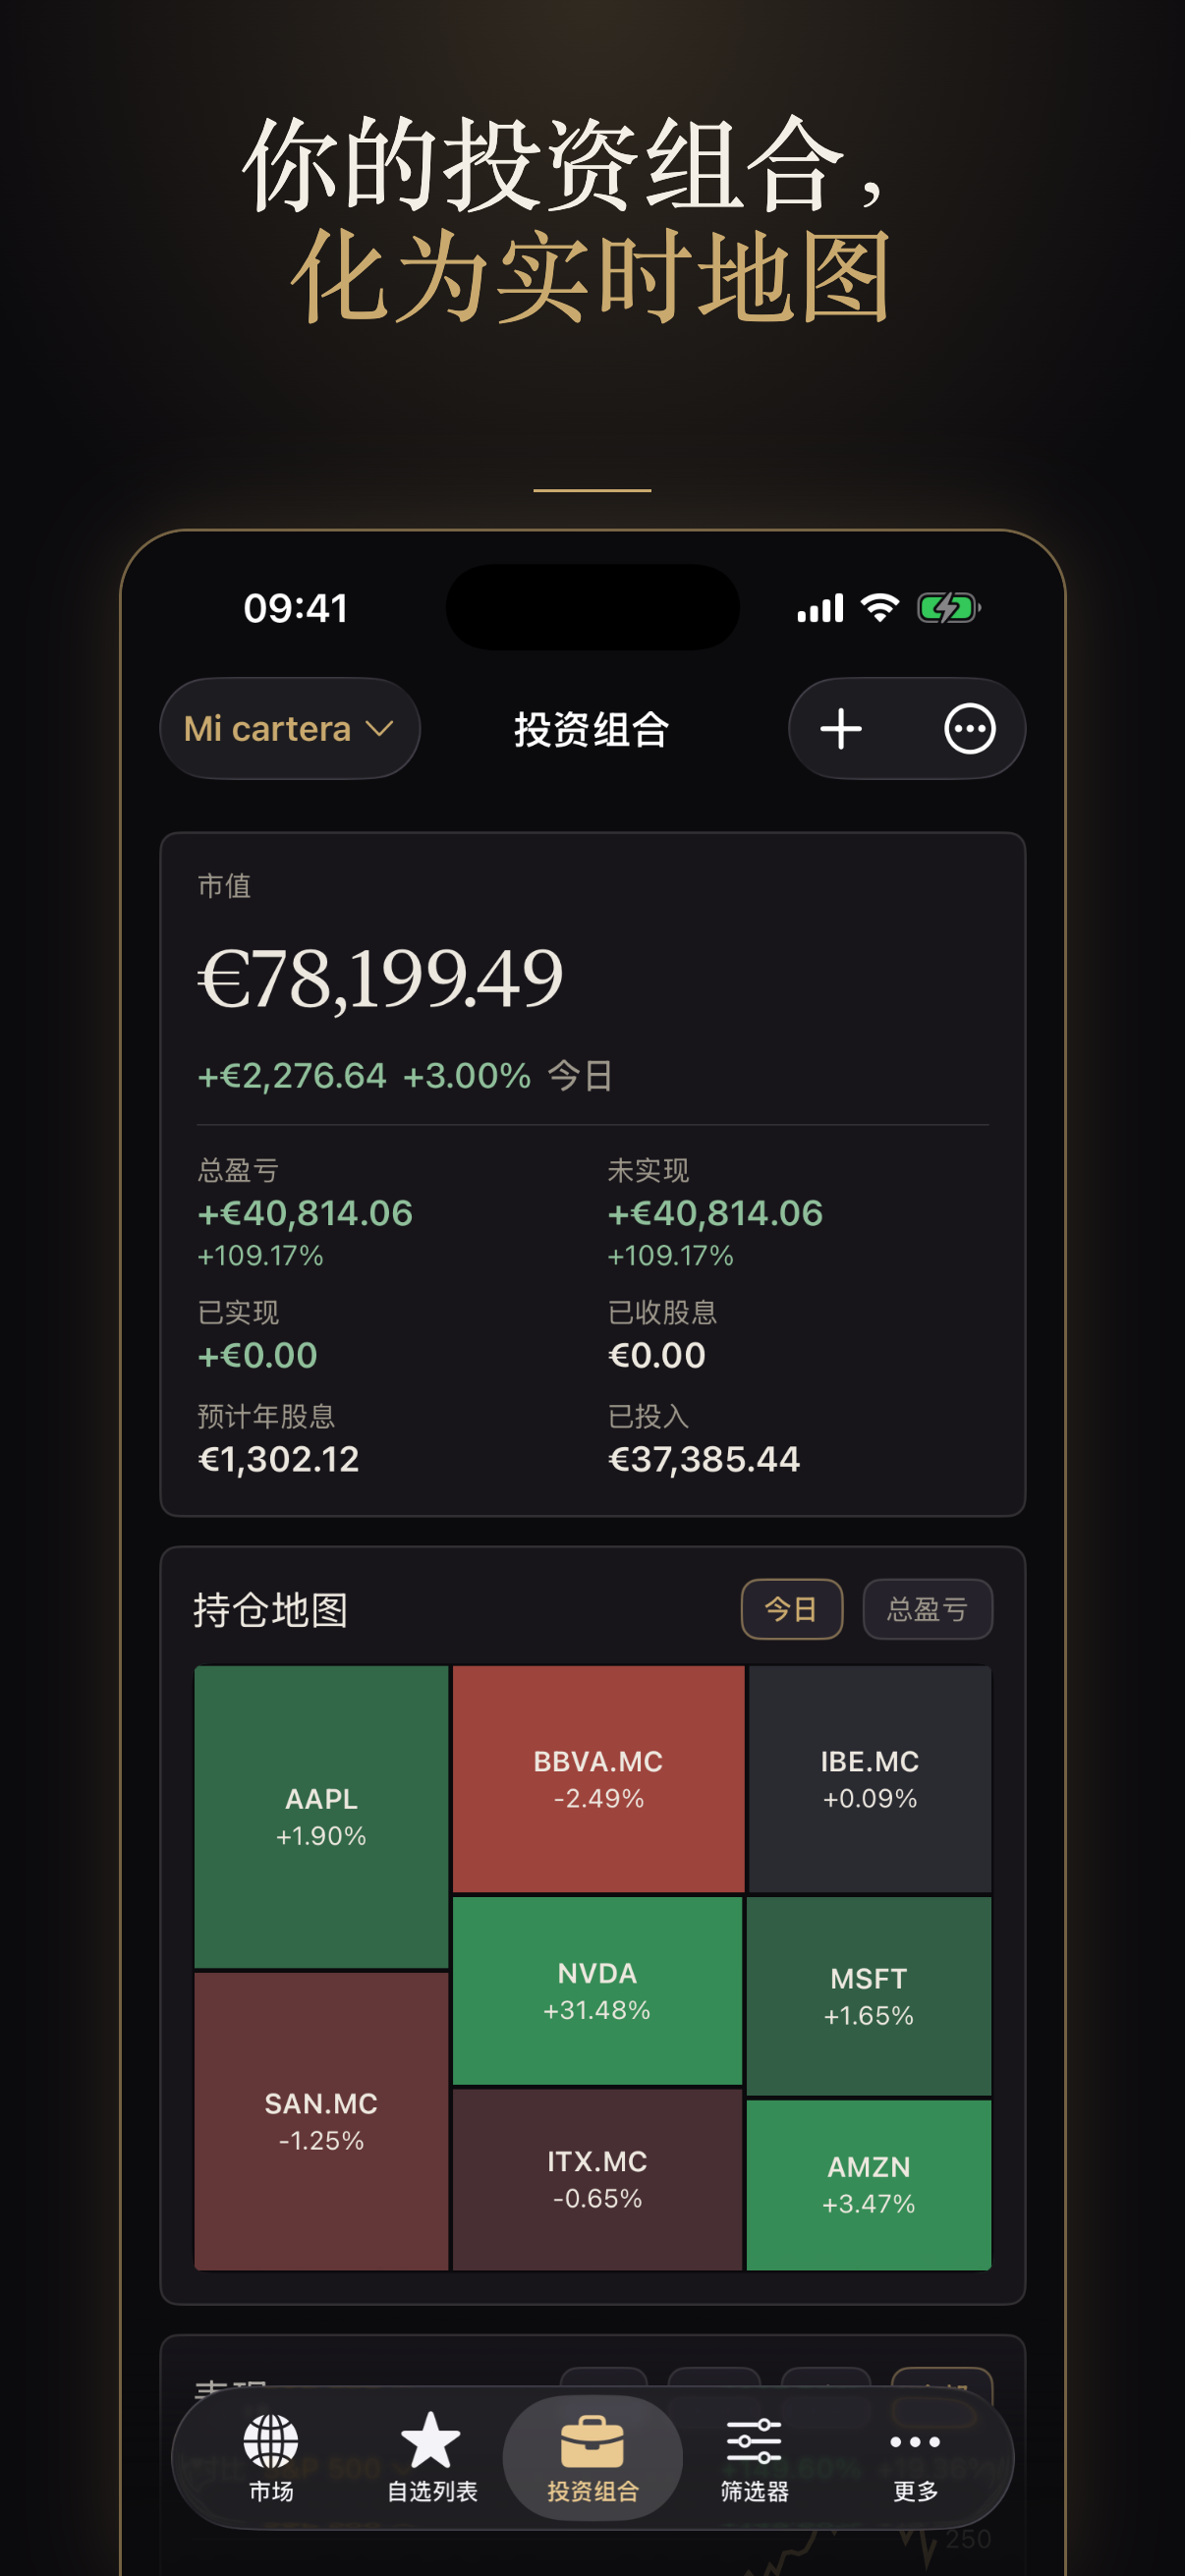 你的投资组合，
化为实时地图
09:41
Mi cartera
投资组合
市值
€78,199.49
+€2,276.64 +3.00% 今日
总盈亏
未实现
+€40,814.06
+€40,814.06
+109.17%
+109.17%
已实现
已收股息
+€0.00
€0.00
预计年股息
已投入
€1,302.12
€37,385.44
持仓地图
今日
总盈亏
AAPL
+1.90%
BBVA.MC
-2.49%
IBE.MC
+0.09%
NVDA
+31.48%
MSFT
+1.65%
SAN.MC
-1.25%
ITX.MC
-0.65%
AMZN
+3.47%
市场
自选列表
投资组合
筛选器
更多
250